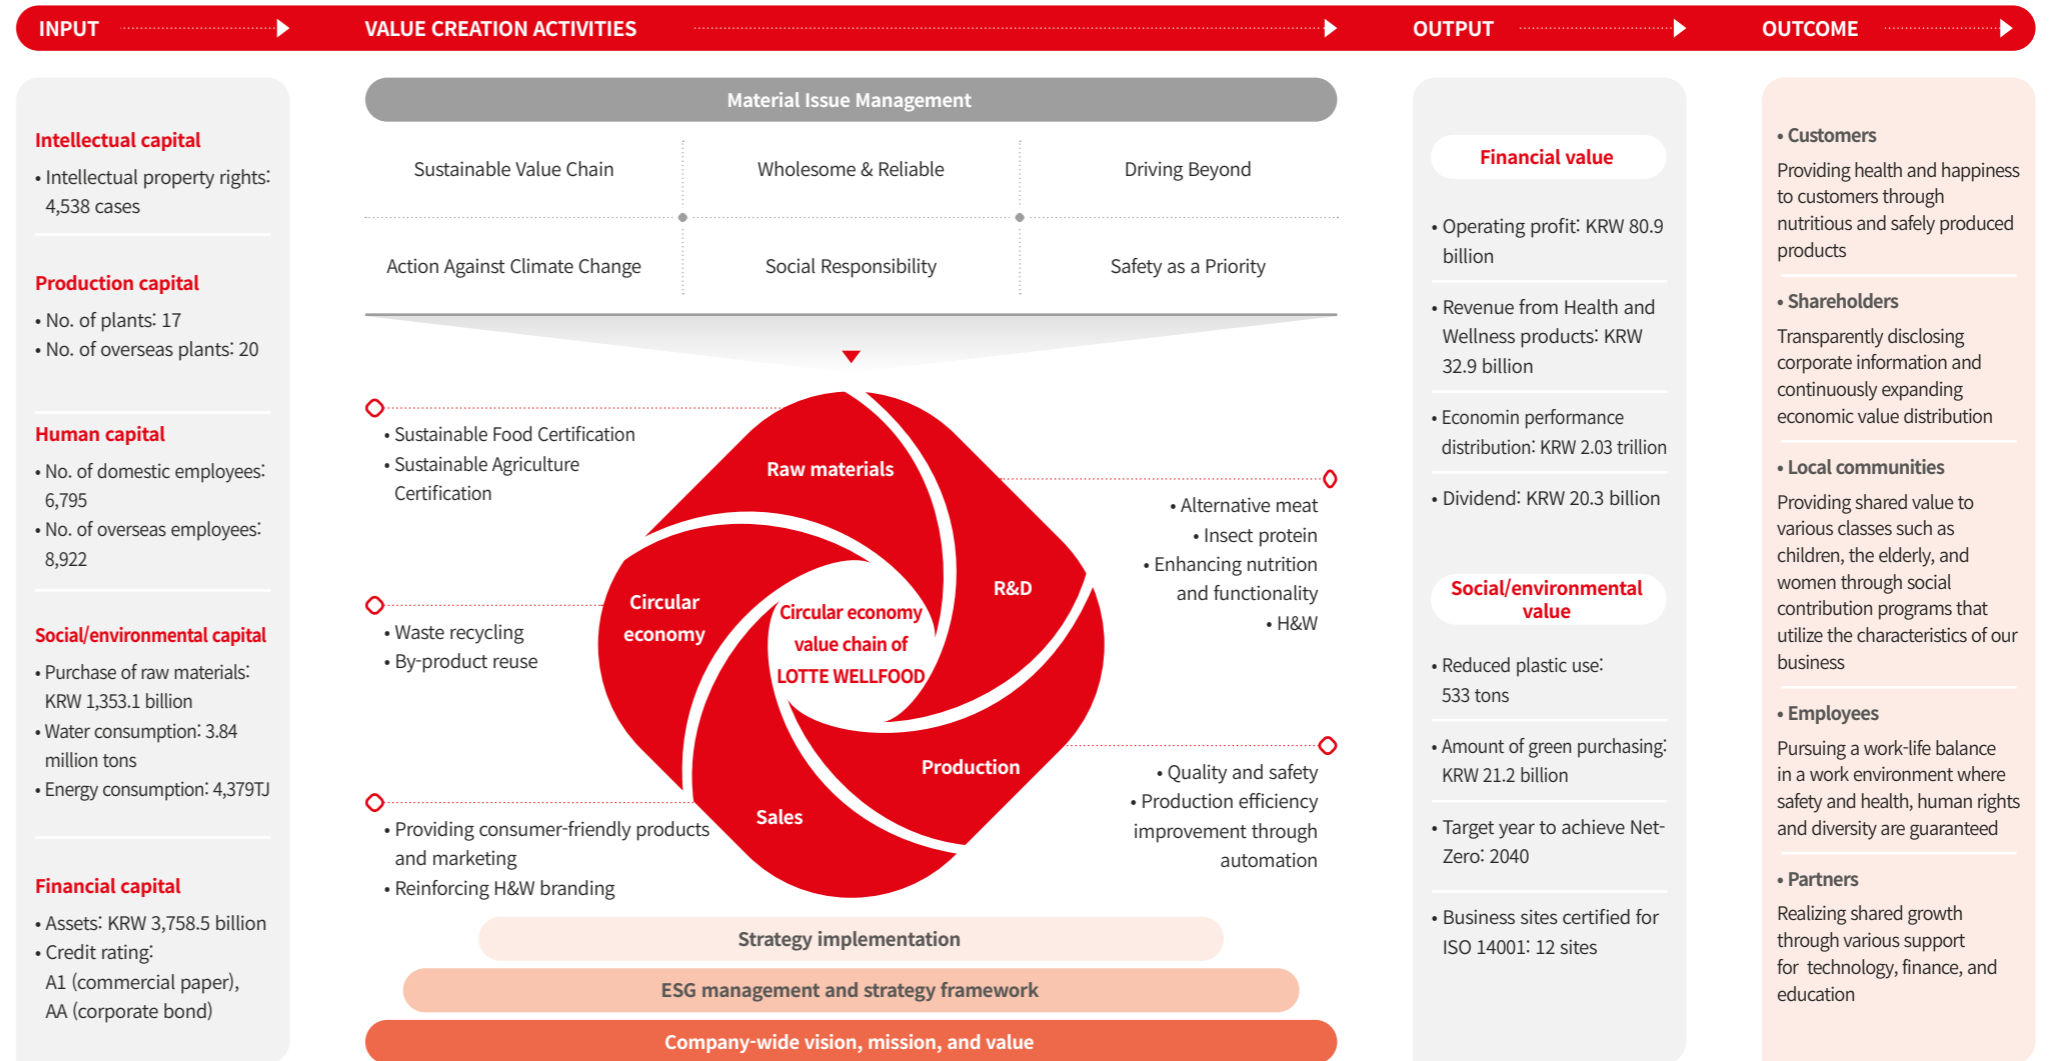 INPUT
VALUE CREATION ACTIVITIES
OUTPUT
OUTCOME
Intellectual capital
• Intellectual property rights:
4,538 cases
Production capital
• No. of plants: 17
• No. of overseas plants: 20
Human capital
• No. of domestic employees:
6,795
• No. of overseas employees:
8,922
Social/environmental capital
• Purchase of raw materials:
KRW 1,353.1 billion
• Water consumption: 3.84
million tons
• Energy consumption: 4,379TJ
Financial capital
• Assets: KRW 3,758.5 billion
• Credit rating:
A1 (commercial paper),
AA (corporate bond)
Material Issue Management
Sustainable Value Chain
Wholesome & Reliable
Driving Beyond
Action Against Climate Change
Social Responsibility
Safety as a Priority
• Sustainable Food Certification
• Sustainable Agriculture
Certification
Raw materials
• Alternative meat
• Insect protein
• Enhancing nutrition
and functionality
• H&W
R&D
Circular
economy
• Waste recycling
• By-product reuse
Circular economy
value chain of
LOTTE WELLFOOD
Production
• Quality and safety
• Production efficiency
improvement through
automation
Sales
• Providing consumer-friendly products
and marketing
• Reinforcing H&W branding
Strategy implementation
ESG management and strategy framework
Company-wide vision, mission, and value
Financial value
• Operating profit: KRW 80.9
billion
• Revenue from Health and
Wellness products: KRW
32.9 billion
• Economin performance
distribution: KRW 2.03 trillion
• Dividend: KRW 20.3 billion
Social/environmental
value
• Reduced plastic use:
533 tons
• Amount of green purchasing:
KRW 21.2 billion
• Target year to achieve Net-
Zero: 2040
• Business sites certified for
ISO 14001: 12 sites
• Customers
Providing health and happiness
to customers through
nutritious and safely produced
products
• Shareholders
Transparently disclosing
corporate information and
continuously expanding
economic value distribution
• Local communities
Providing shared value to
various classes such as
children, the elderly, and
women through social
contribution programs that
utilize the characteristics of our
business
• Employees
Pursuing a work-life balance
in a work environment where
safety and health, human rights
and diversity are guaranteed
• Partners
Realizing shared growth
through various support
for technology, finance, and
education